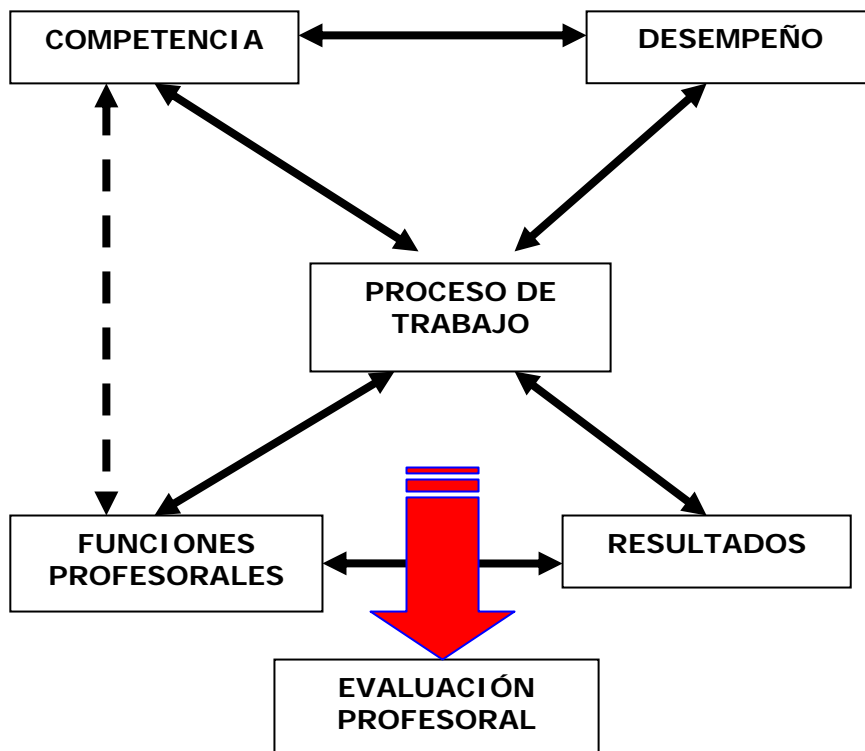 COMPETENCIA
DESEMPEÑO
PROCESO DE
TRABAJO
FUNCIONES
PROFESORALES
RESULTADOS
EVALUACIÓN
PROFESORAL